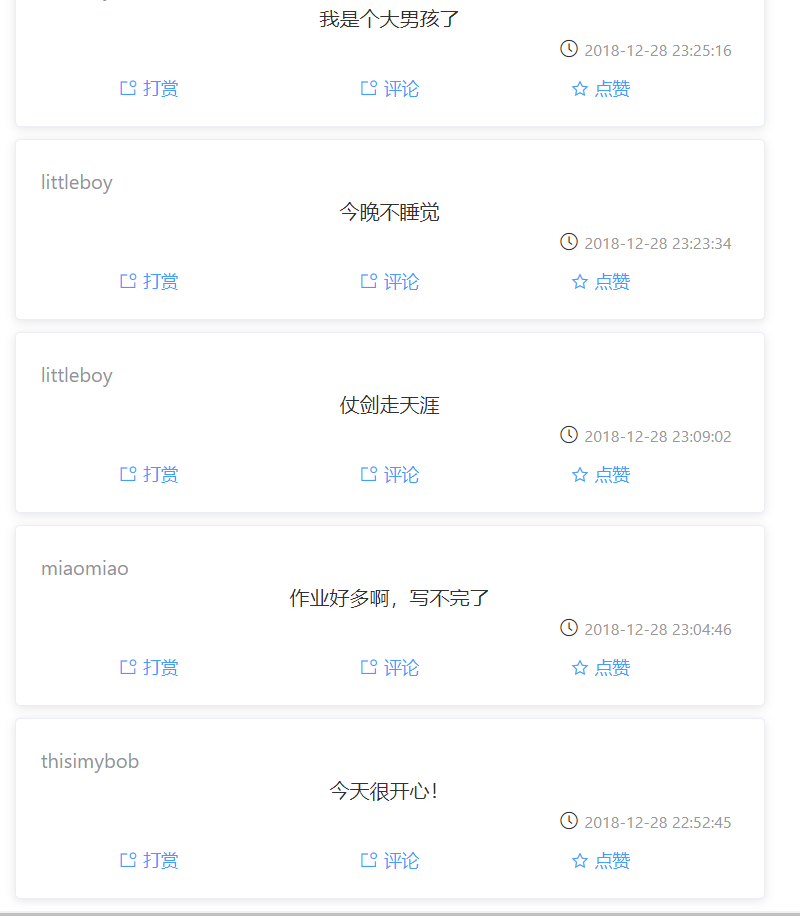 我是个大男孩了
2018-12-28 23:25:16
打赏 评论 点赞
littleboy
今晚不睡觉
2018-12-28 23:23:34
打赏 评论 点赞
littleboy
仗剑走天涯
2018-12-28 23:09:02
打赏 评论 点赞
miaomiao
作业好多啊，写不完了
2018-12-28 23:04:46
打赏 评论 点赞
thisimybob
今天很开心！
2018-12-28 22:52:45
打赏 评论 点赞